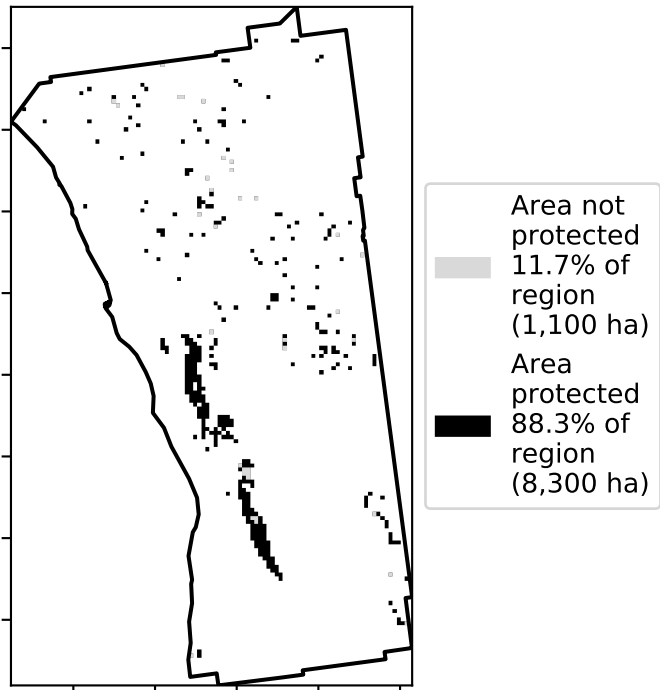 Area not
protected
11.7% of
region
(1,100 ha)
Area
protected
88.3% of
region
(8,300 ha)